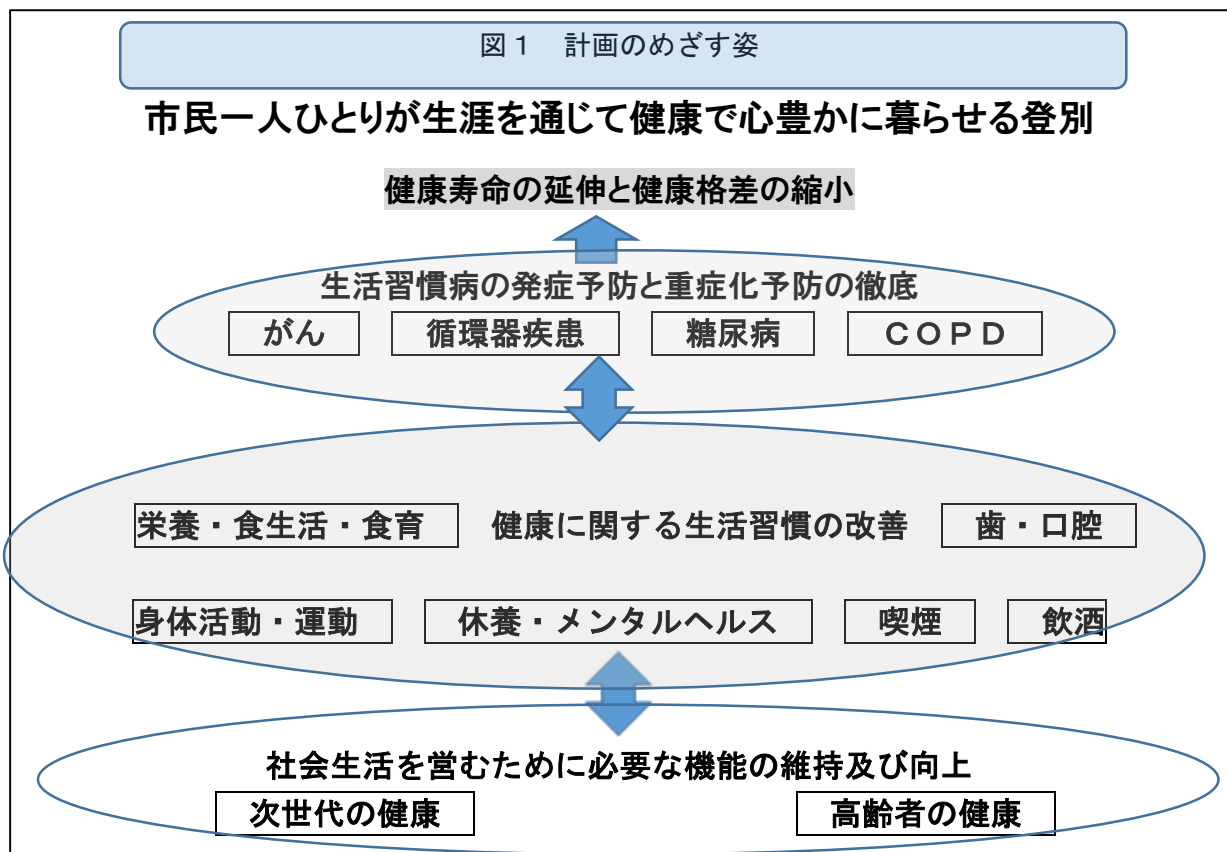 図１　計画のめざす姿
市民一人ひとりが生涯を通じて健康で心豊かに暮らせる登別
健康寿命の延伸と健康格差の縮小
生活習慣病の発症予防と重症化予防の徹底
がん　循環器疾患　糖尿病　ＣＯＰＤ
栄養・食生活・食育　健康に関する生活習慣の改善　歯・口腔
身体活動・運動　休養・メンタルヘルス　喫煙　飲酒
社会生活を営むために必要な機能の維持及び向上
次世代の健康　高齢者の健康